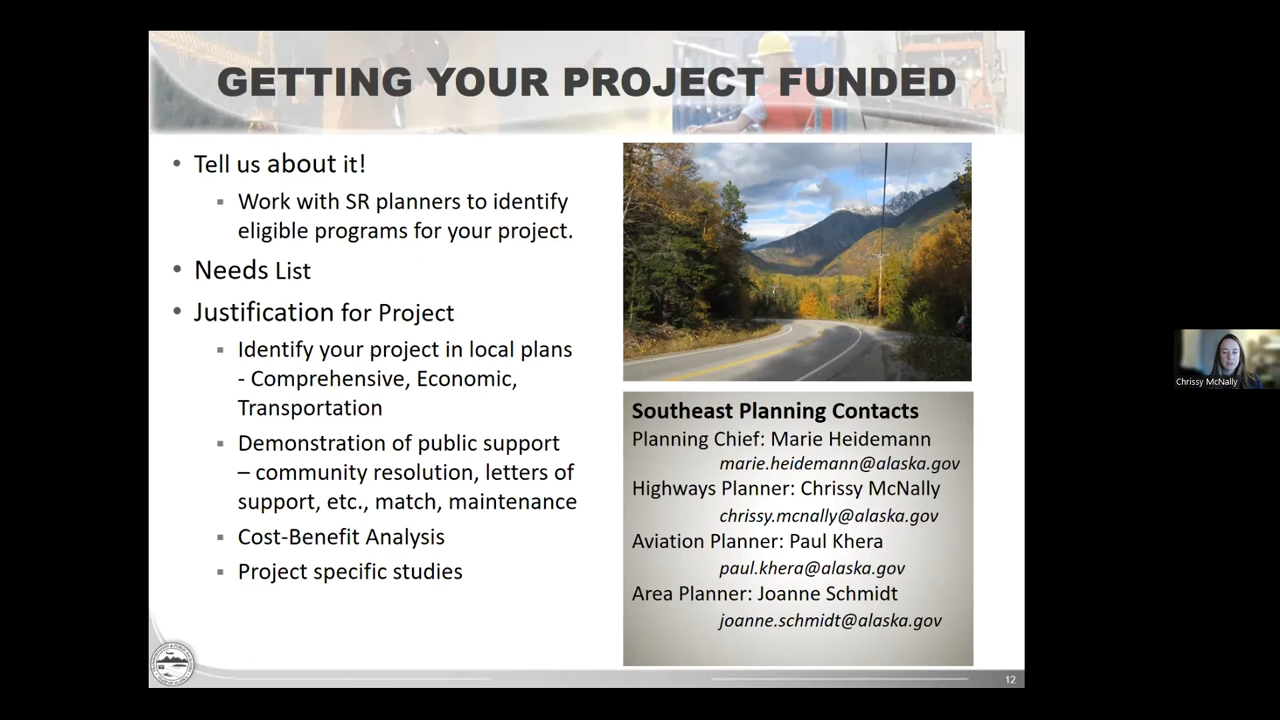 GETTING YOUR PROJECT FUNDED
• Tell us about it!
▪ Work with SR planners to identify
eligible programs for your project.
• Needs List
• Justification for Project
▪ Identify your project in local plans
- Comprehensive, Economic,
Transportation
▪ Demonstration of public support
– community resolution, letters of
support, etc., match, maintenance
▪ Cost-Benefit Analysis
▪ Project specific studies
Southeast Planning Contacts
Planning Chief: Marie Heidemann
marie.heidemann@alaska.gov
Highways Planner: Chrissy McNally
chrissy.mcnally@alaska.gov
Aviation Planner: Paul Khera
paul.khera@alaska.gov
Area Planner: Joanne Schmidt
joanne.schmidt@alaska.gov
12
Chrissy McNally